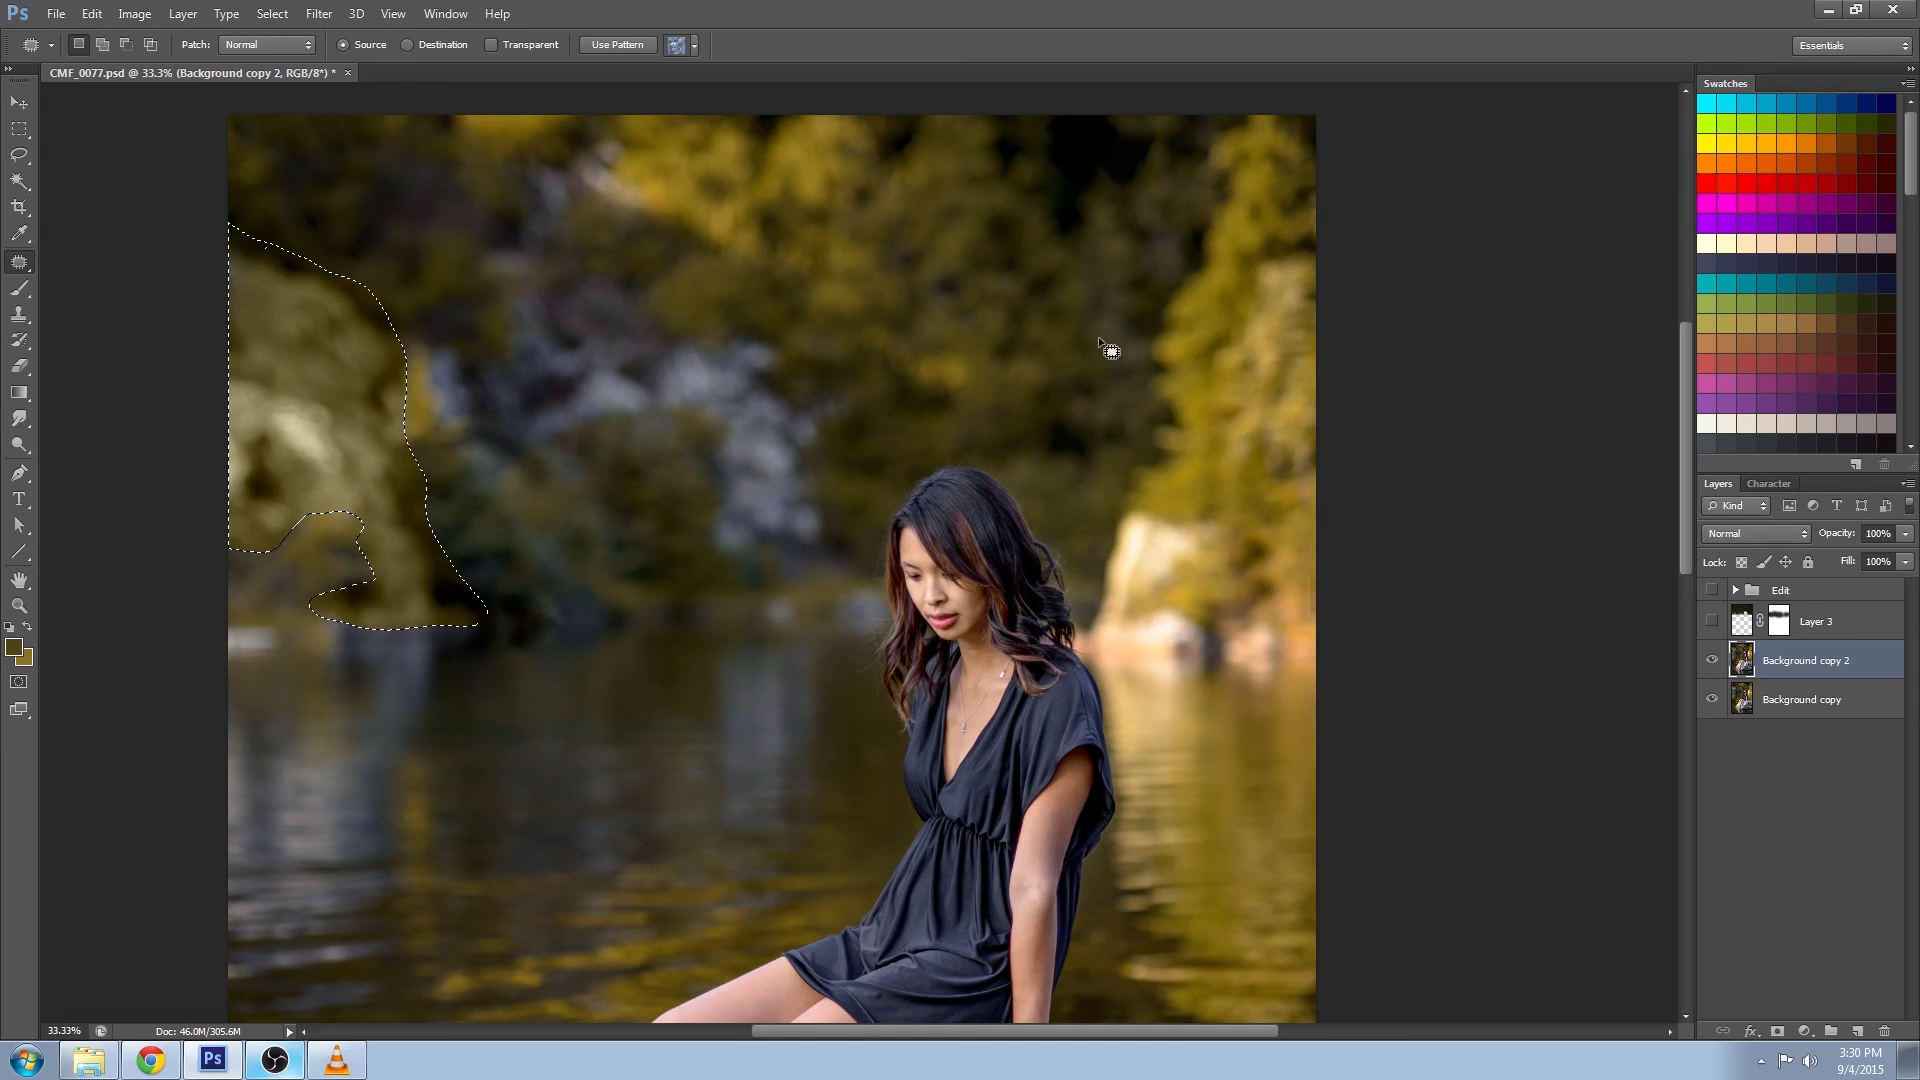 Ps File Edit Image Layer Type Select Filter 3D View Window Help
Patch: Normal Source Destination Transparent Use Pattern Essentials
CMF_0077.psd @ 33.3% (Background copy 2, RGB/8*) * ×
Swatches
Layers Character
Kind
Normal Opacity: 100%
Lock: Fill: 100%
Edit
Layer 3
Background copy 2
Background copy
33.33% Doc: 46.0M/305.6M
Ps
3:30 PM
9/4/2015